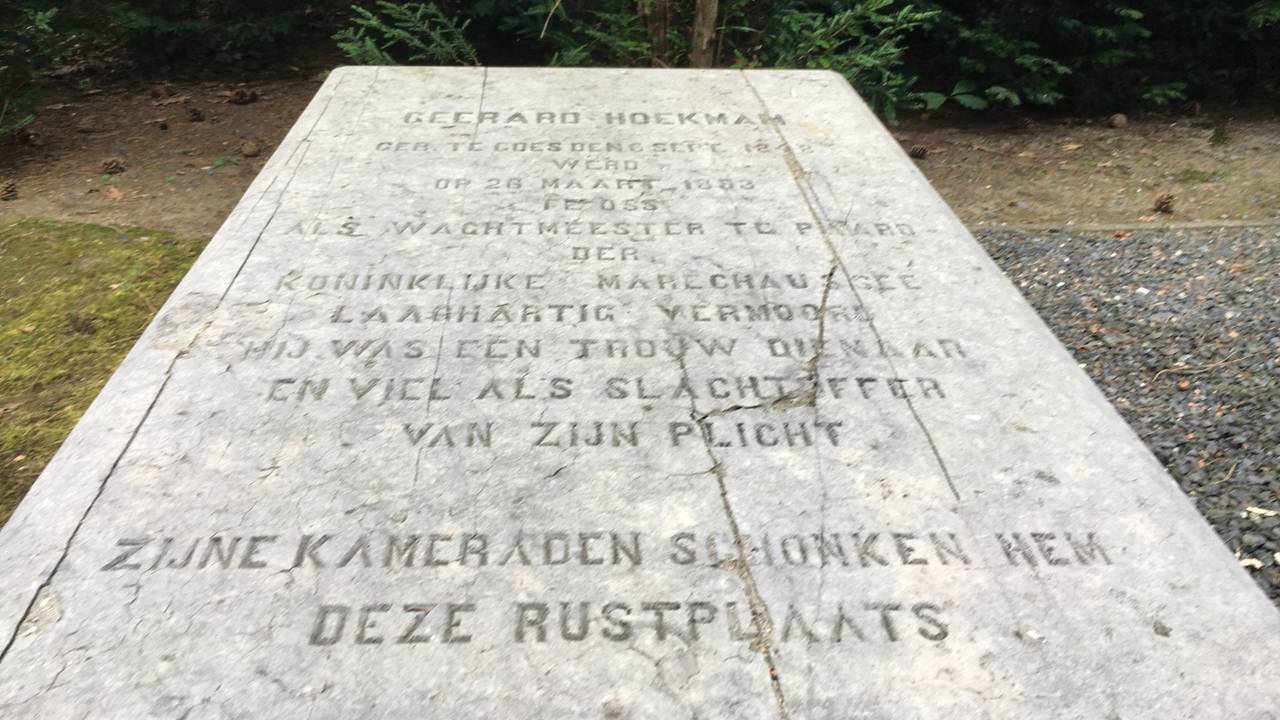 GEERARD HOEKMAN
GEB. TE GOES DEN 6 SEPT. 1842
WERD
OP 26 MAART 1893
TE OSS
ALS WACHTMEESTER TE PAARD
DER
KONINKLIJKE MARECHAUSSEE
LAAGHARTIG VERMOORD
HIJ WAS EEN TROUW DIENAAR
EN VIEL ALS SLACHTOFFER
VAN ZIJN PLICHT
ZIJNE KAMERADEN SCHONKEN HEM
DEZE RUSTPLAATS